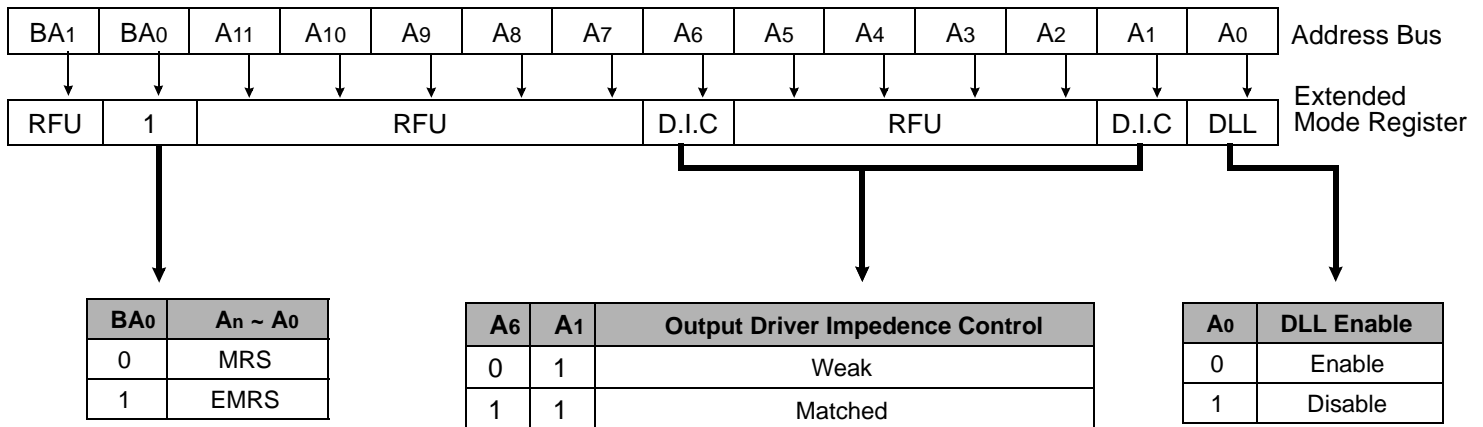 BA1 BA0 A11 A10 A9 A8 A7 A6 A5 A4 A3 A2 A1 A0 Address Bus
RFU 1 RFU D.I.C RFU D.I.C DLL Extended
Mode Register
BA0 An ~ A0
0 MRS
1 EMRS
A6 A1 Output Driver Impedence Control
0 1 Weak
1 1 Matched
A0 DLL Enable
0 Enable
1 Disable